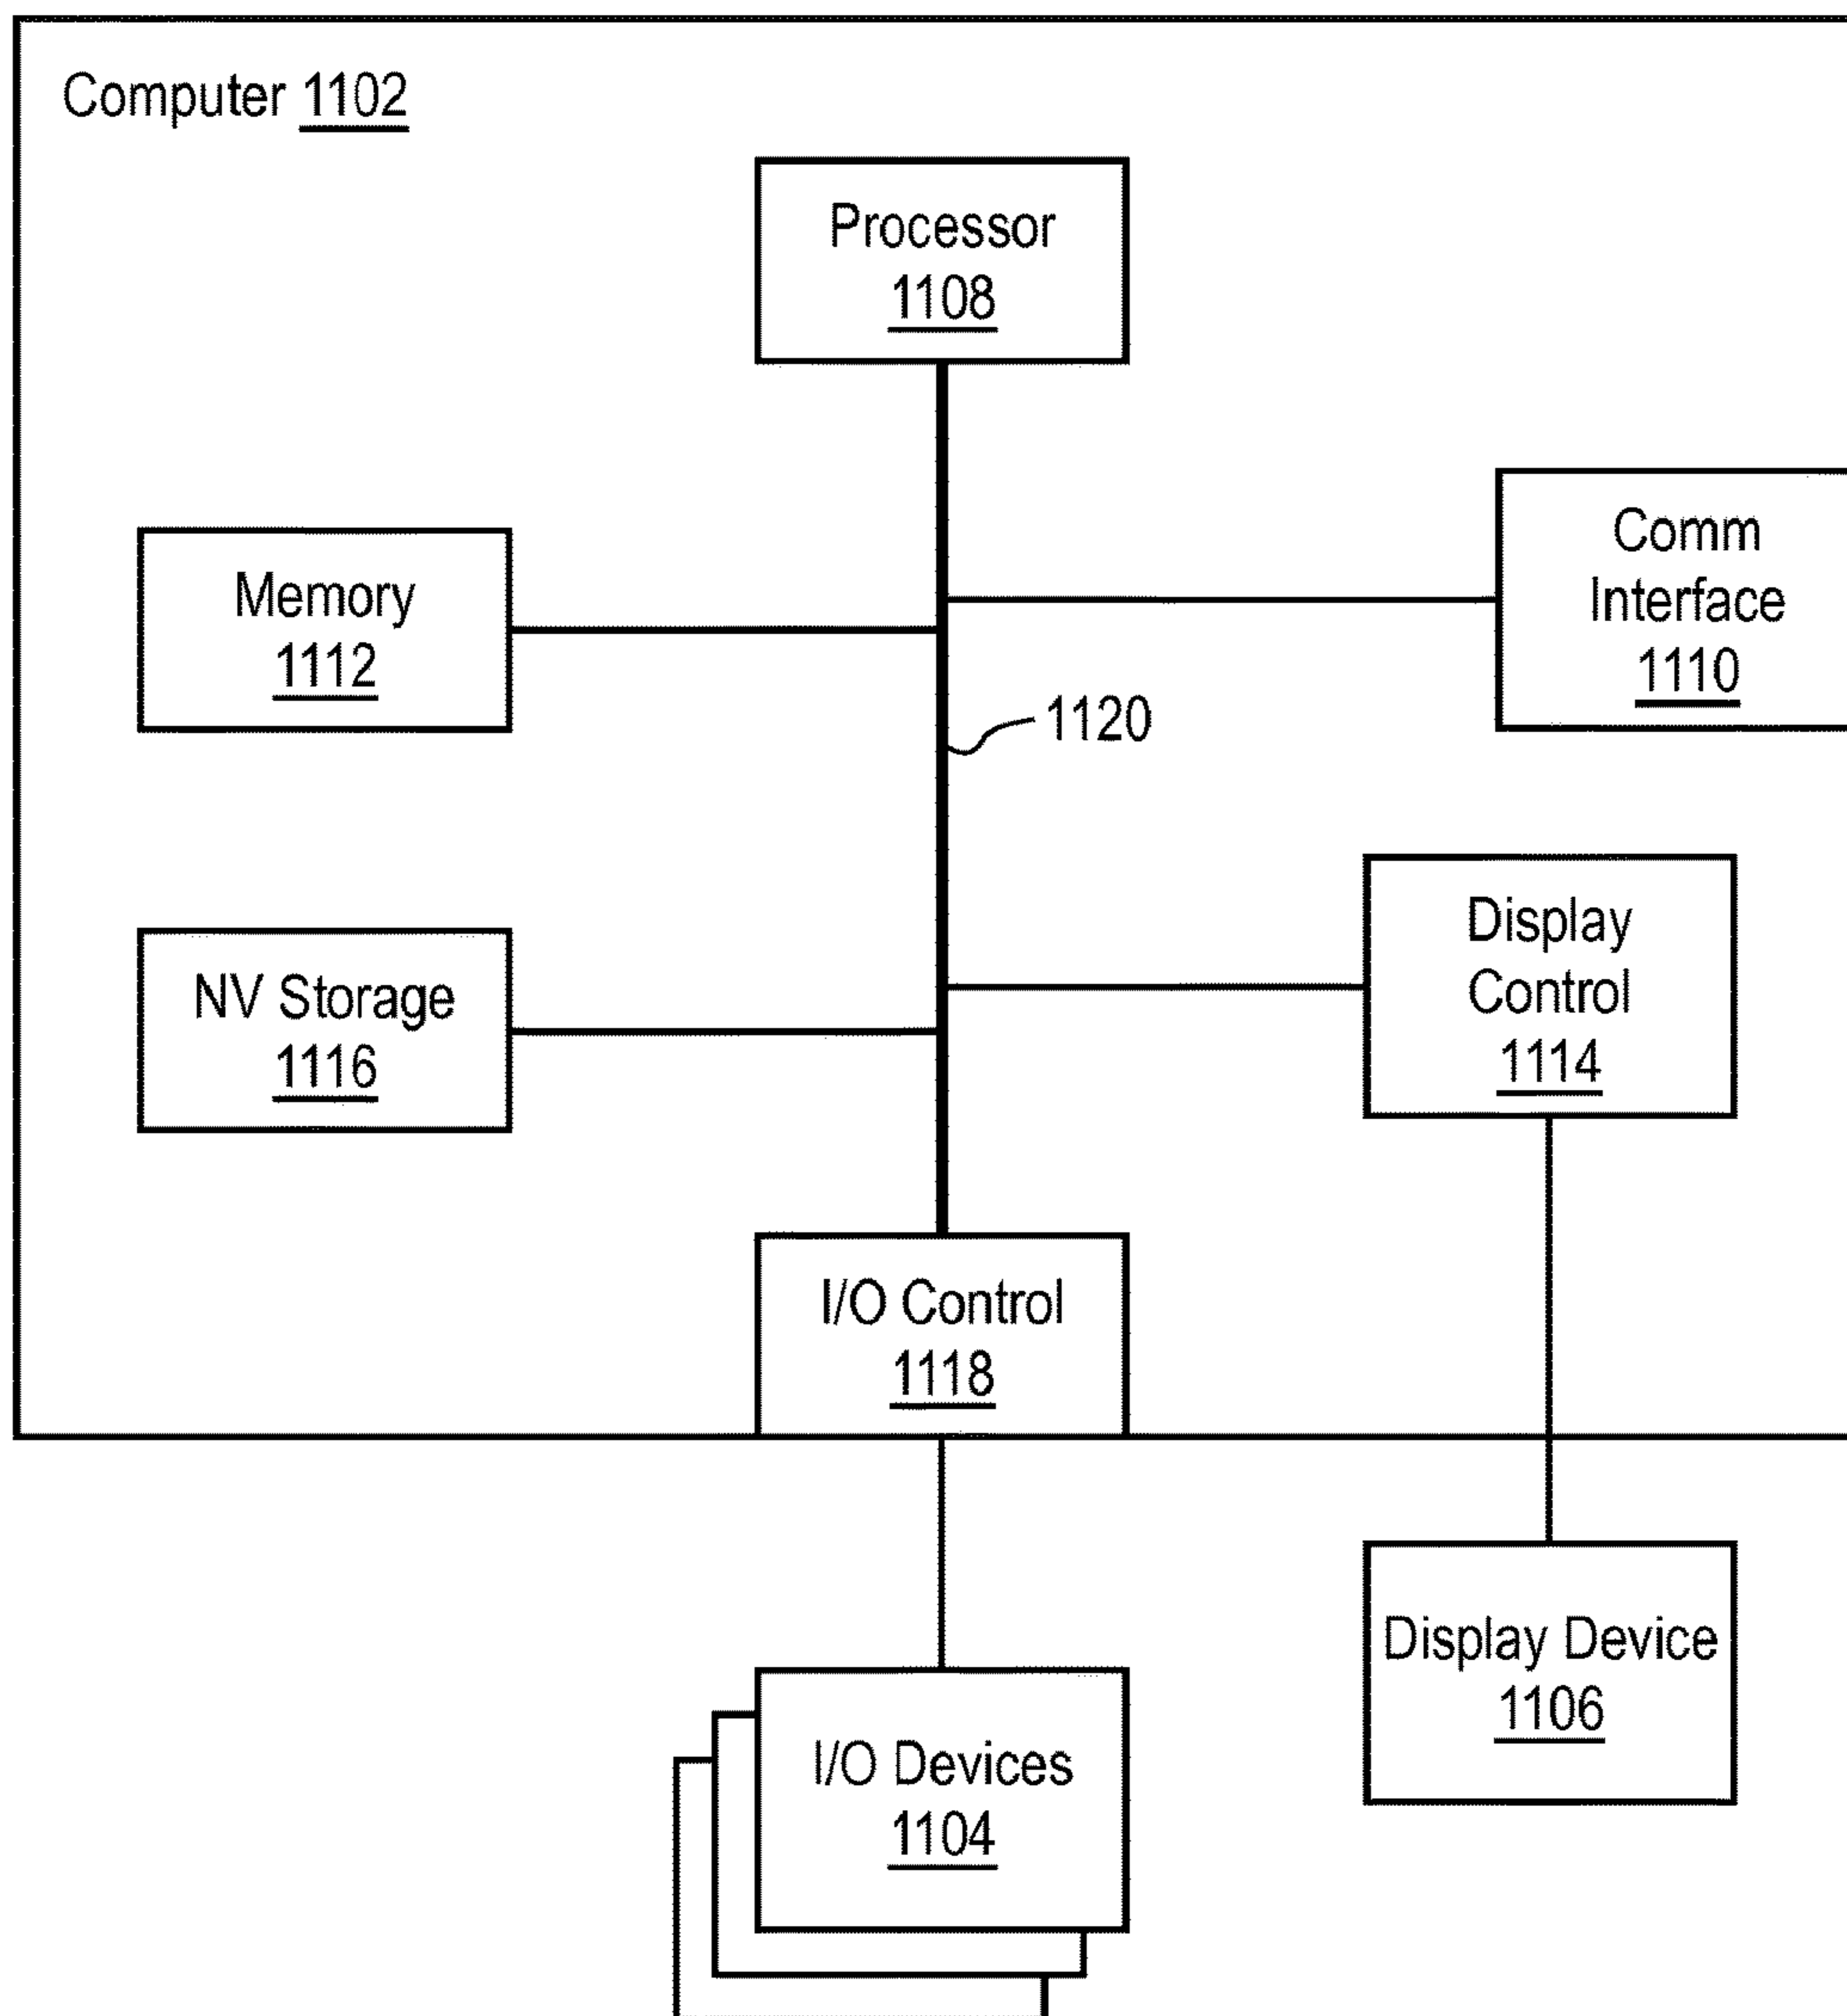 Computer 1102
Processor
1108
Comm
Interface
1110
Memory
1112
1120
Display
Control
1114
NV Storage
1116
I/O Control
1118
Display Device
1106
I/O Devices
1104